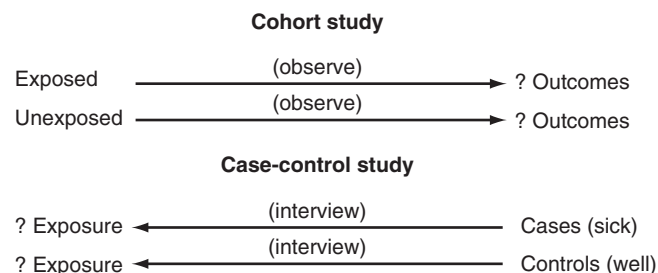 Cohort study
(observe)
Exposed ? Outcomes
(observe)
Unexposed ? Outcomes
Case-control study
(interview)
? Exposure Cases (sick)
(interview)
? Exposure Controls (well)